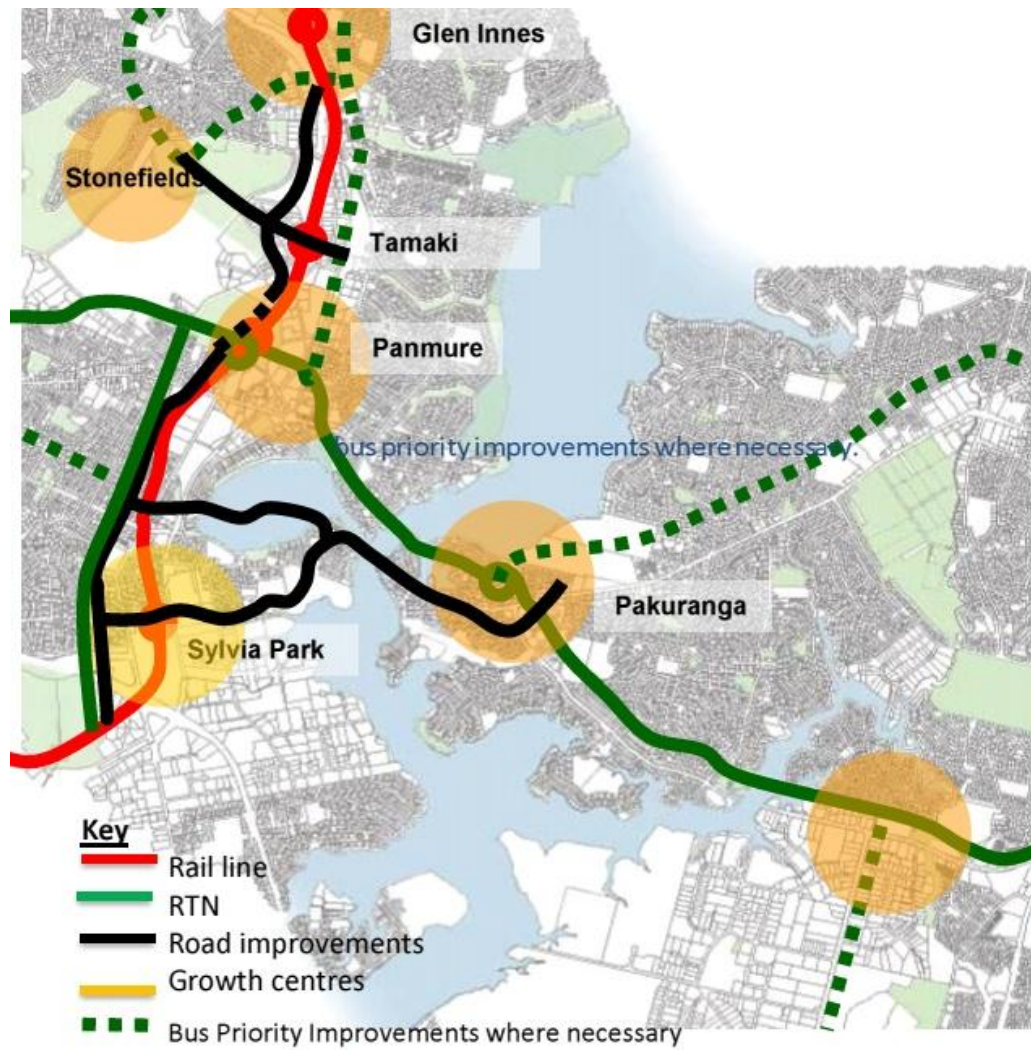 Glen Innes
Stonefields
Tamaki
Panmure
bus priority improvements where necessary.
Pakuranga
Sylvia Park
Key
Rail line
RTN
Road improvements
Growth centres
Bus Priority Improvements where necessary